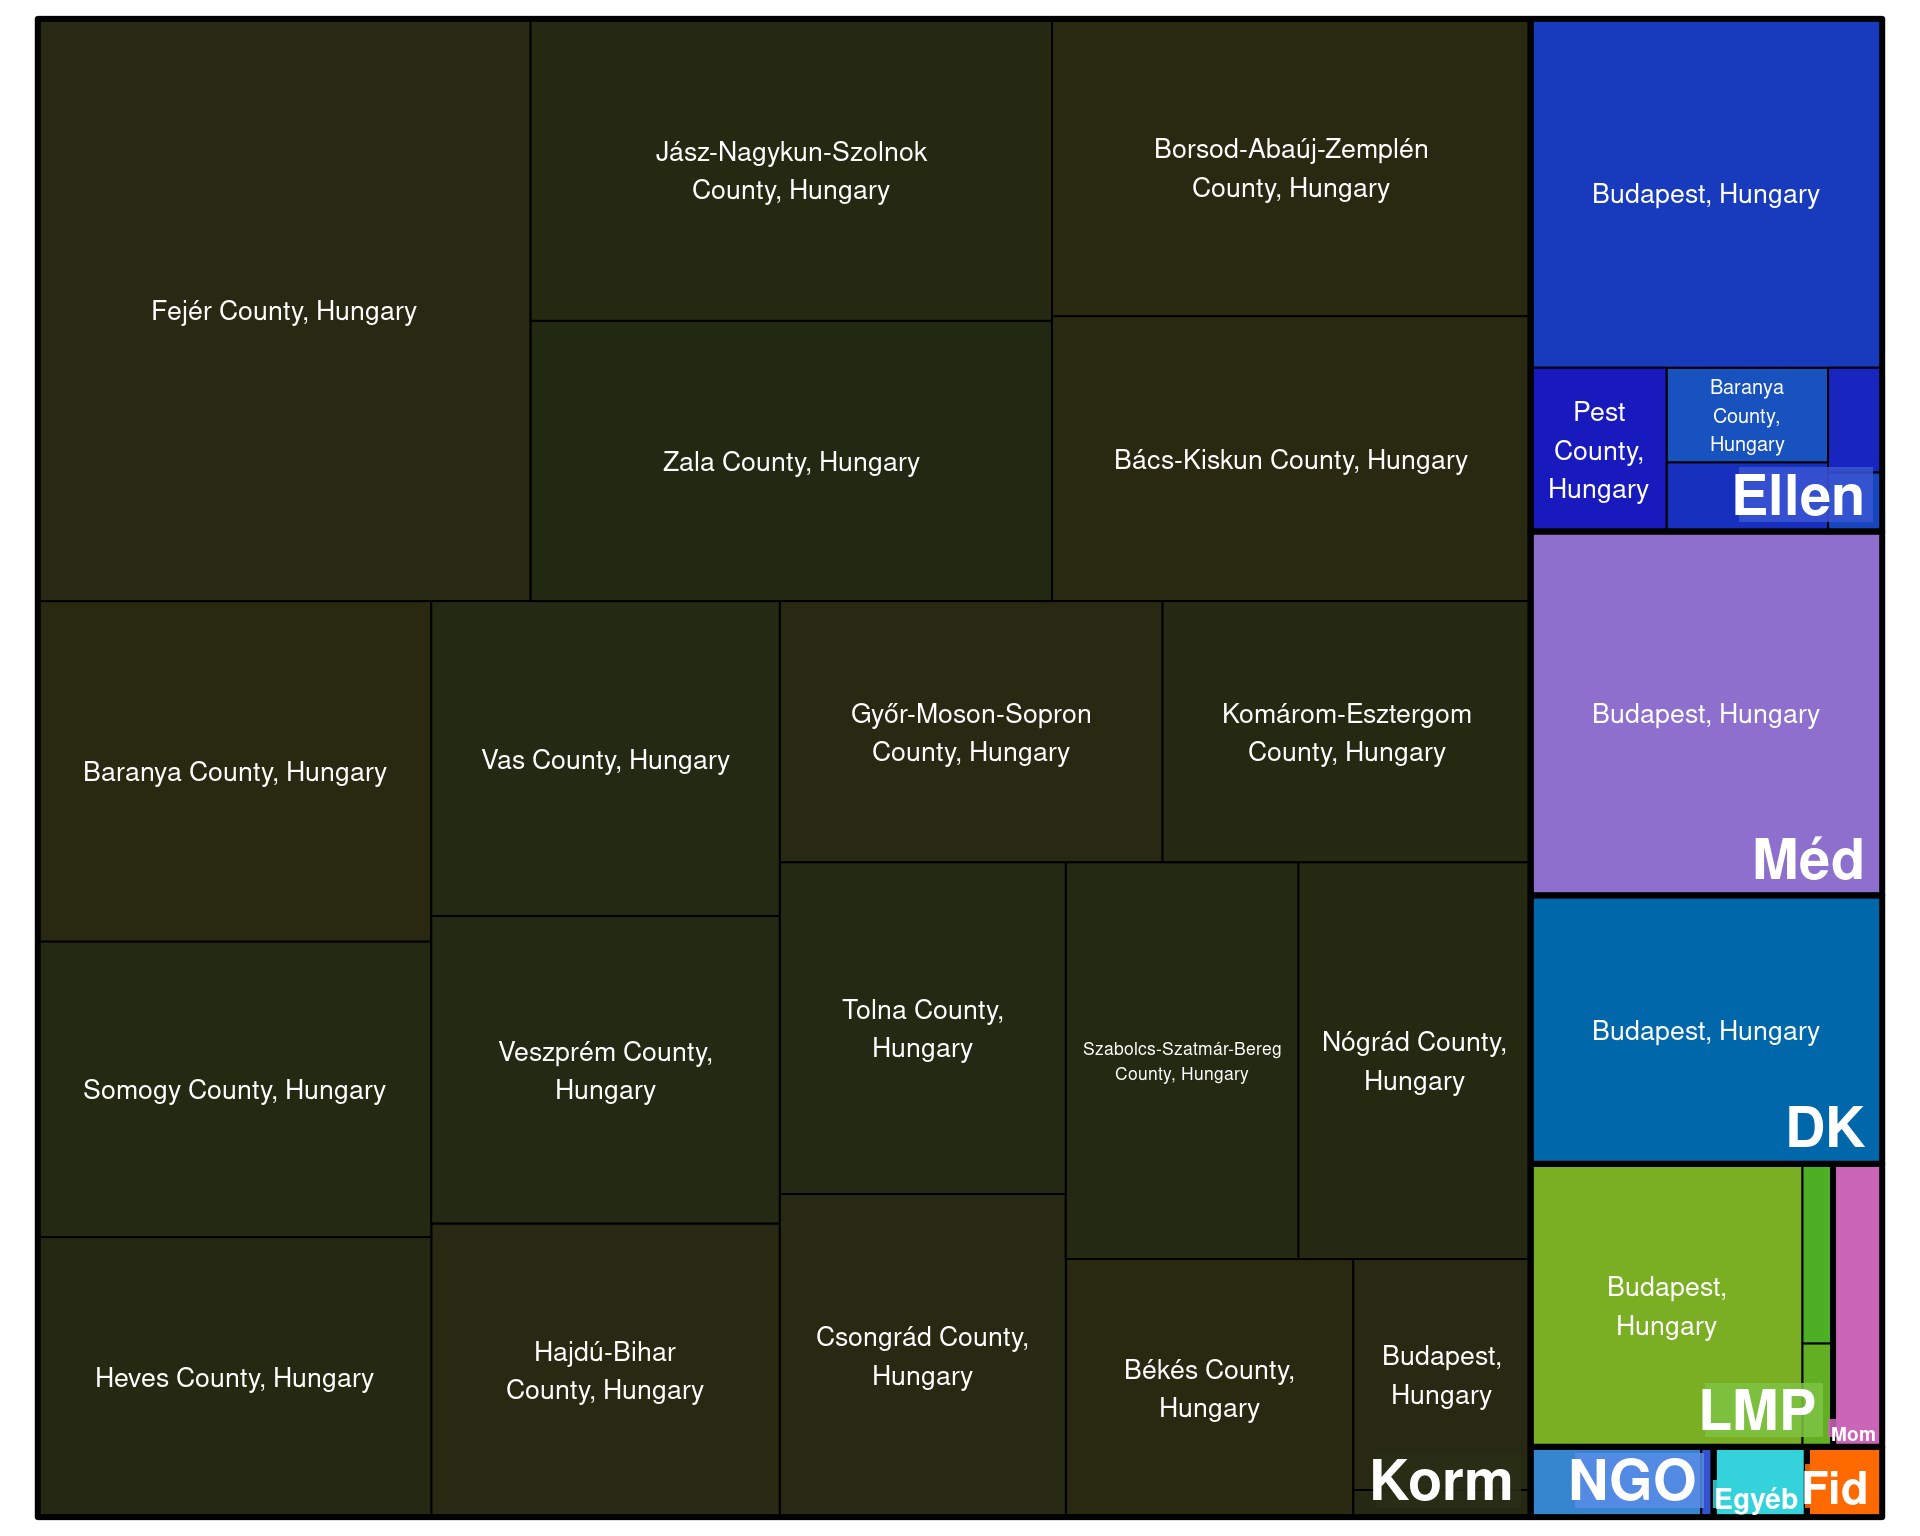 Fejér County, Hungary
Jász-Nagykun-Szolnok
County, Hungary
Borsod-Abaúj-Zemplén
County, Hungary
Zala County, Hungary
Bács-Kiskun County, Hungary
Baranya County, Hungary
Vas County, Hungary
Győr-Moson-Sopron
County, Hungary
Komárom-Esztergom
County, Hungary
Somogy County, Hungary
Veszprém County,
Hungary
Tolna County,
Hungary
Szabolcs-Szatmár-Bereg
County, Hungary
Nógrád County,
Hungary
Heves County, Hungary
Hajdú-Bihar
County, Hungary
Csongrád County,
Hungary
Békés County,
Hungary
Budapest,
Hungary
Korm
Budapest, Hungary
Pest
County,
Hungary
Baranya
County,
Hungary
Ellen
Budapest, Hungary
Méd
Budapest, Hungary
DK
Budapest,
Hungary
LMP
Mom
NGO
Egyéb
Fid